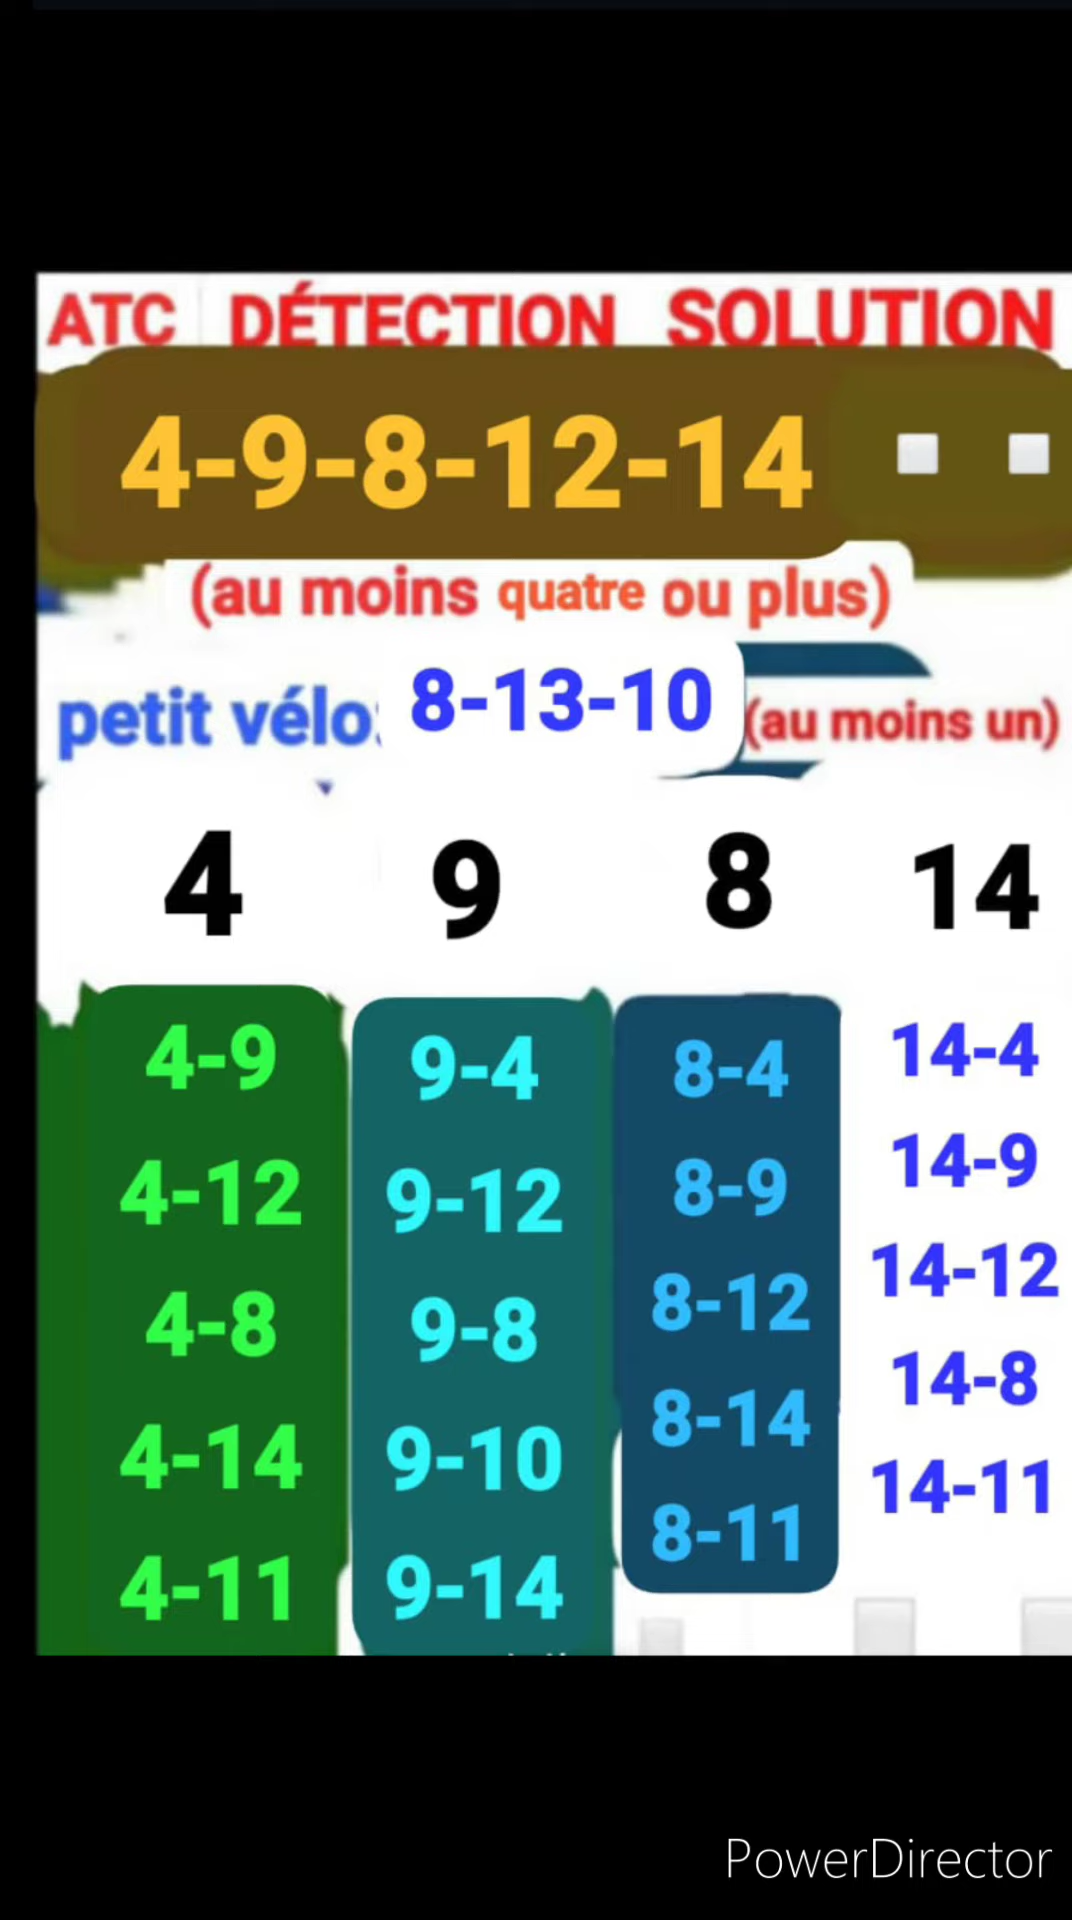 ATC DÉTECTION SOLUTION
4-9-8-12-14
(au moins quatre ou plus)
petit vélo: 8-13-10 (au moins un)
4 9 8 14
4-9 9-4 8-4 14-4
4-12 9-12 8-9 14-9
4-8 9-8 8-12 14-12
4-14 9-10 8-14 14-8
4-11 9-14 8-11 14-11
PowerDirector